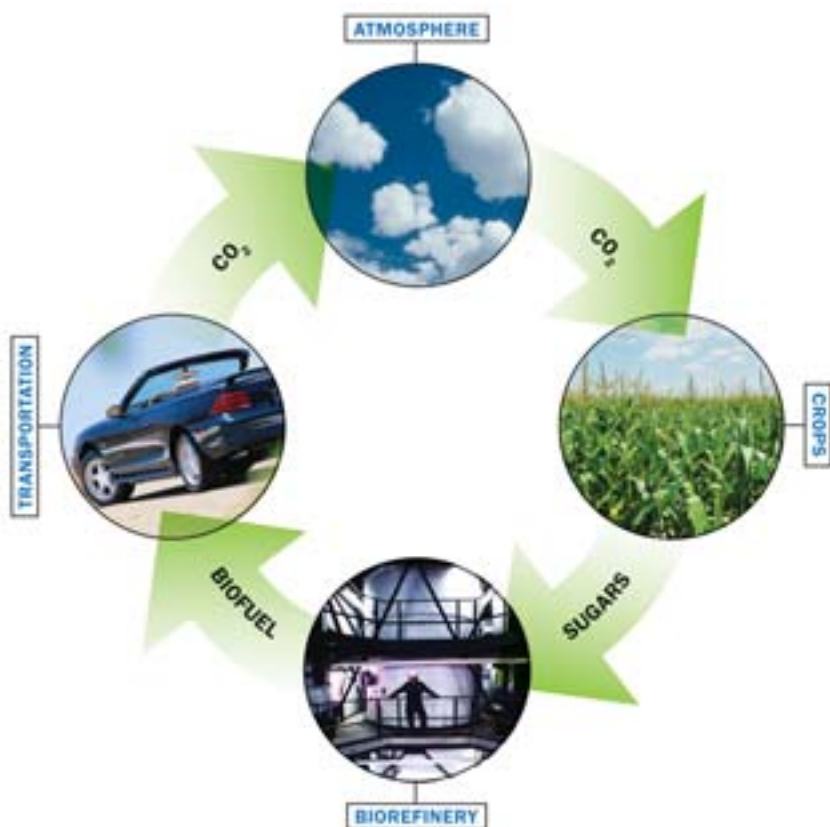 ATMOSPHERE
CO₂
CO₂
TRANSPORTATION
CROPS
BIOFUEL
SUGARS
BIOREFINERY